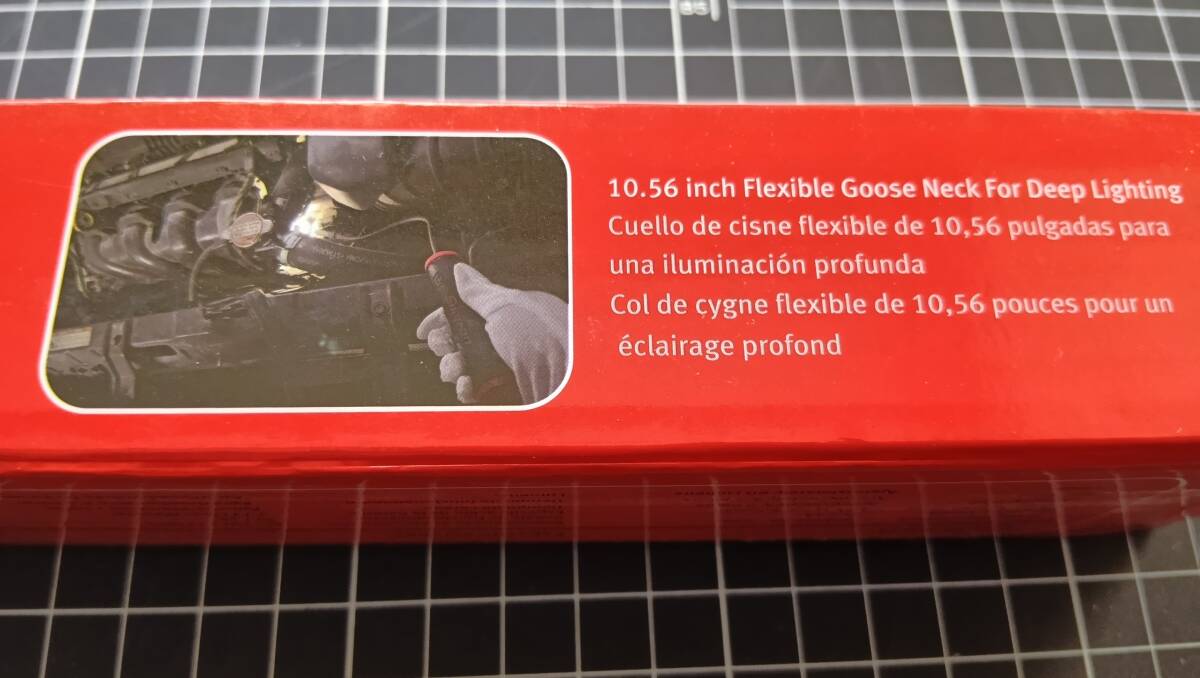 10.56 inch Flexible Goose Neck For Deep Lighting
Cuello de cisne flexible de 10,56 pulgadas para
una iluminación profunda
Col de cygne flexible de 10,56 pouces pour un
éclairage profond